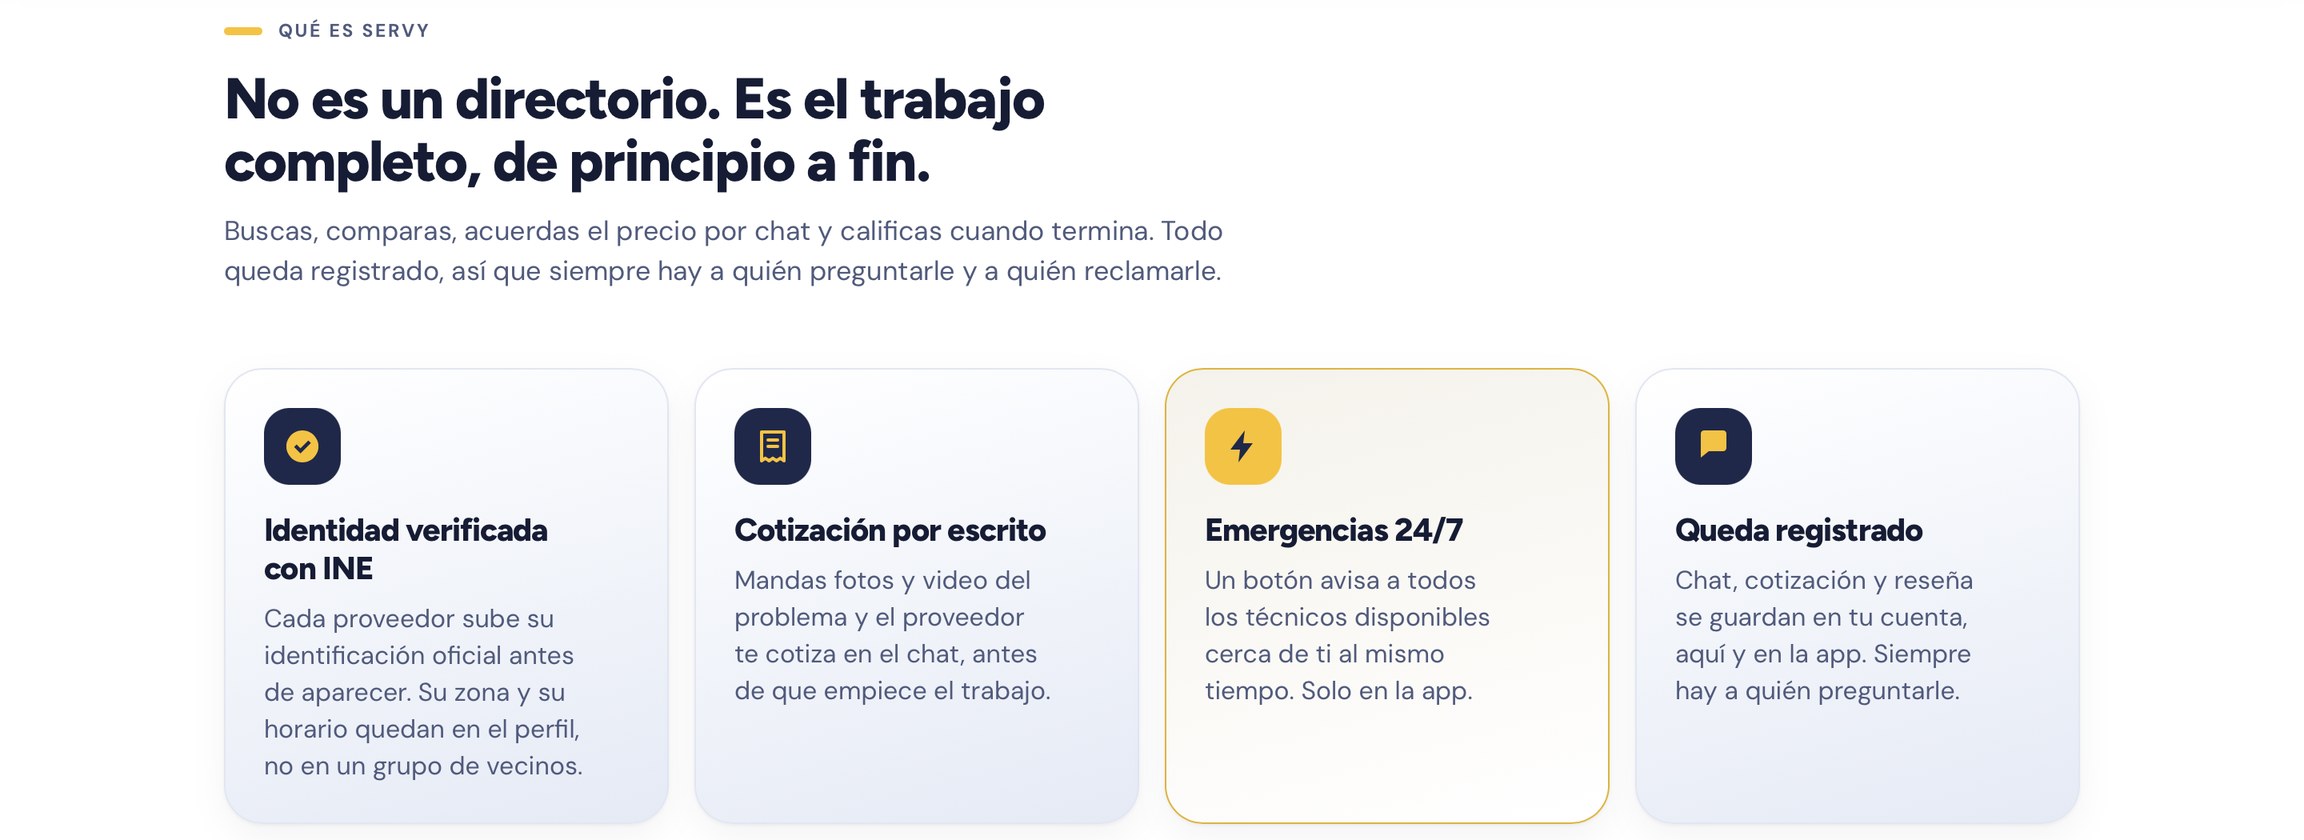 QUÉ ES SERVY
No es un directorio. Es el trabajo
completo, de principio a fin.
Buscas, comparas, acuerdas el precio por chat y calificas cuando termina. Todo
queda registrado, así que siempre hay a quién preguntarle y a quién reclamarle.
Identidad verificada
con INE
Cada proveedor sube su
identificación oficial antes
de aparecer. Su zona y su
horario quedan en el perfil,
no en un grupo de vecinos.
Cotización por escrito
Mandas fotos y video del
problema y el proveedor
te cotiza en el chat, antes
de que empiece el trabajo.
Emergencias 24/7
Un botón avisa a todos
los técnicos disponibles
cerca de ti al mismo
tiempo. Solo en la app.
Queda registrado
Chat, cotización y reseña
se guardan en tu cuenta,
aquí y en la app. Siempre
hay a quién preguntarle.